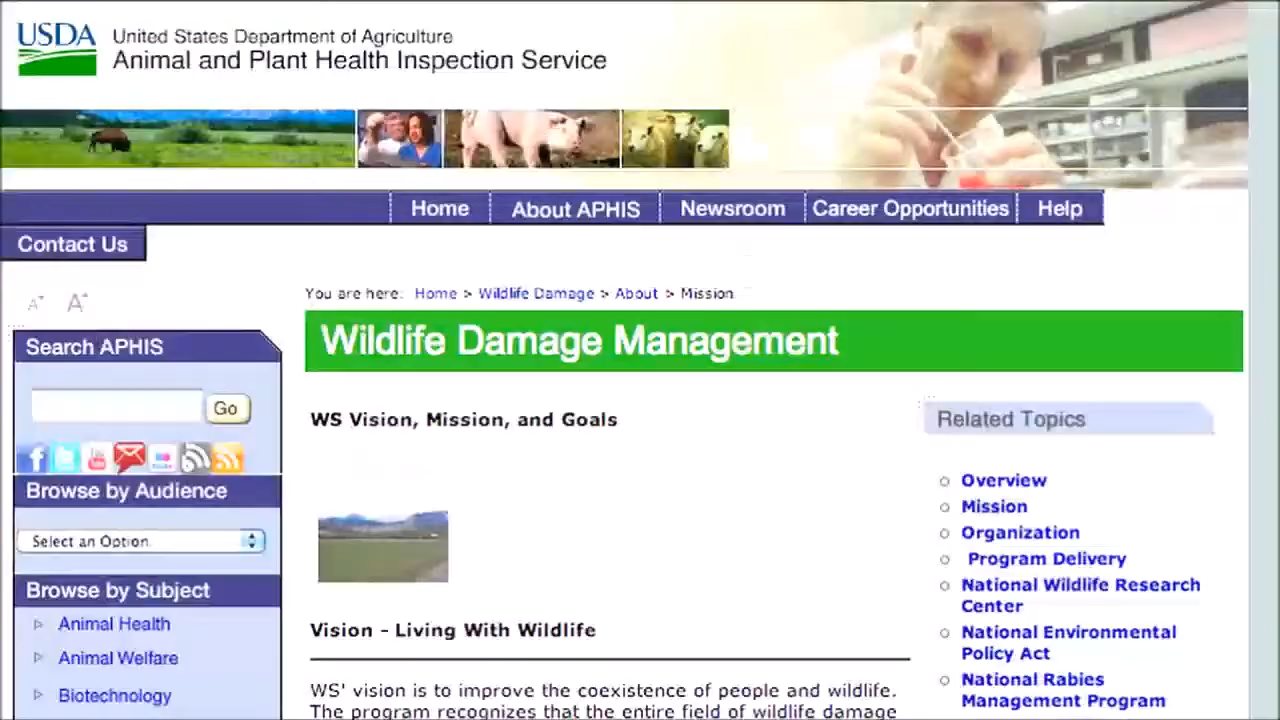 USDA
United States Department of Agriculture
Animal and Plant Health Inspection Service
Home
About APHIS
Newsroom
Career Opportunities
Help
Contact Us
A- A+
You are here: Home > Wildlife Damage > About > Mission
Wildlife Damage Management
Search APHIS
Go
Browse by Audience
Select an Option
Browse by Subject
Animal Health
Animal Welfare
Biotechnology
WS Vision, Mission, and Goals
Vision - Living With Wildlife
WS' vision is to improve the coexistence of people and wildlife.
The program recognizes that the entire field of wildlife damage
Related Topics
Overview
Mission
Organization
Program Delivery
National Wildlife Research
Center
National Environmental
Policy Act
National Rabies
Management Program